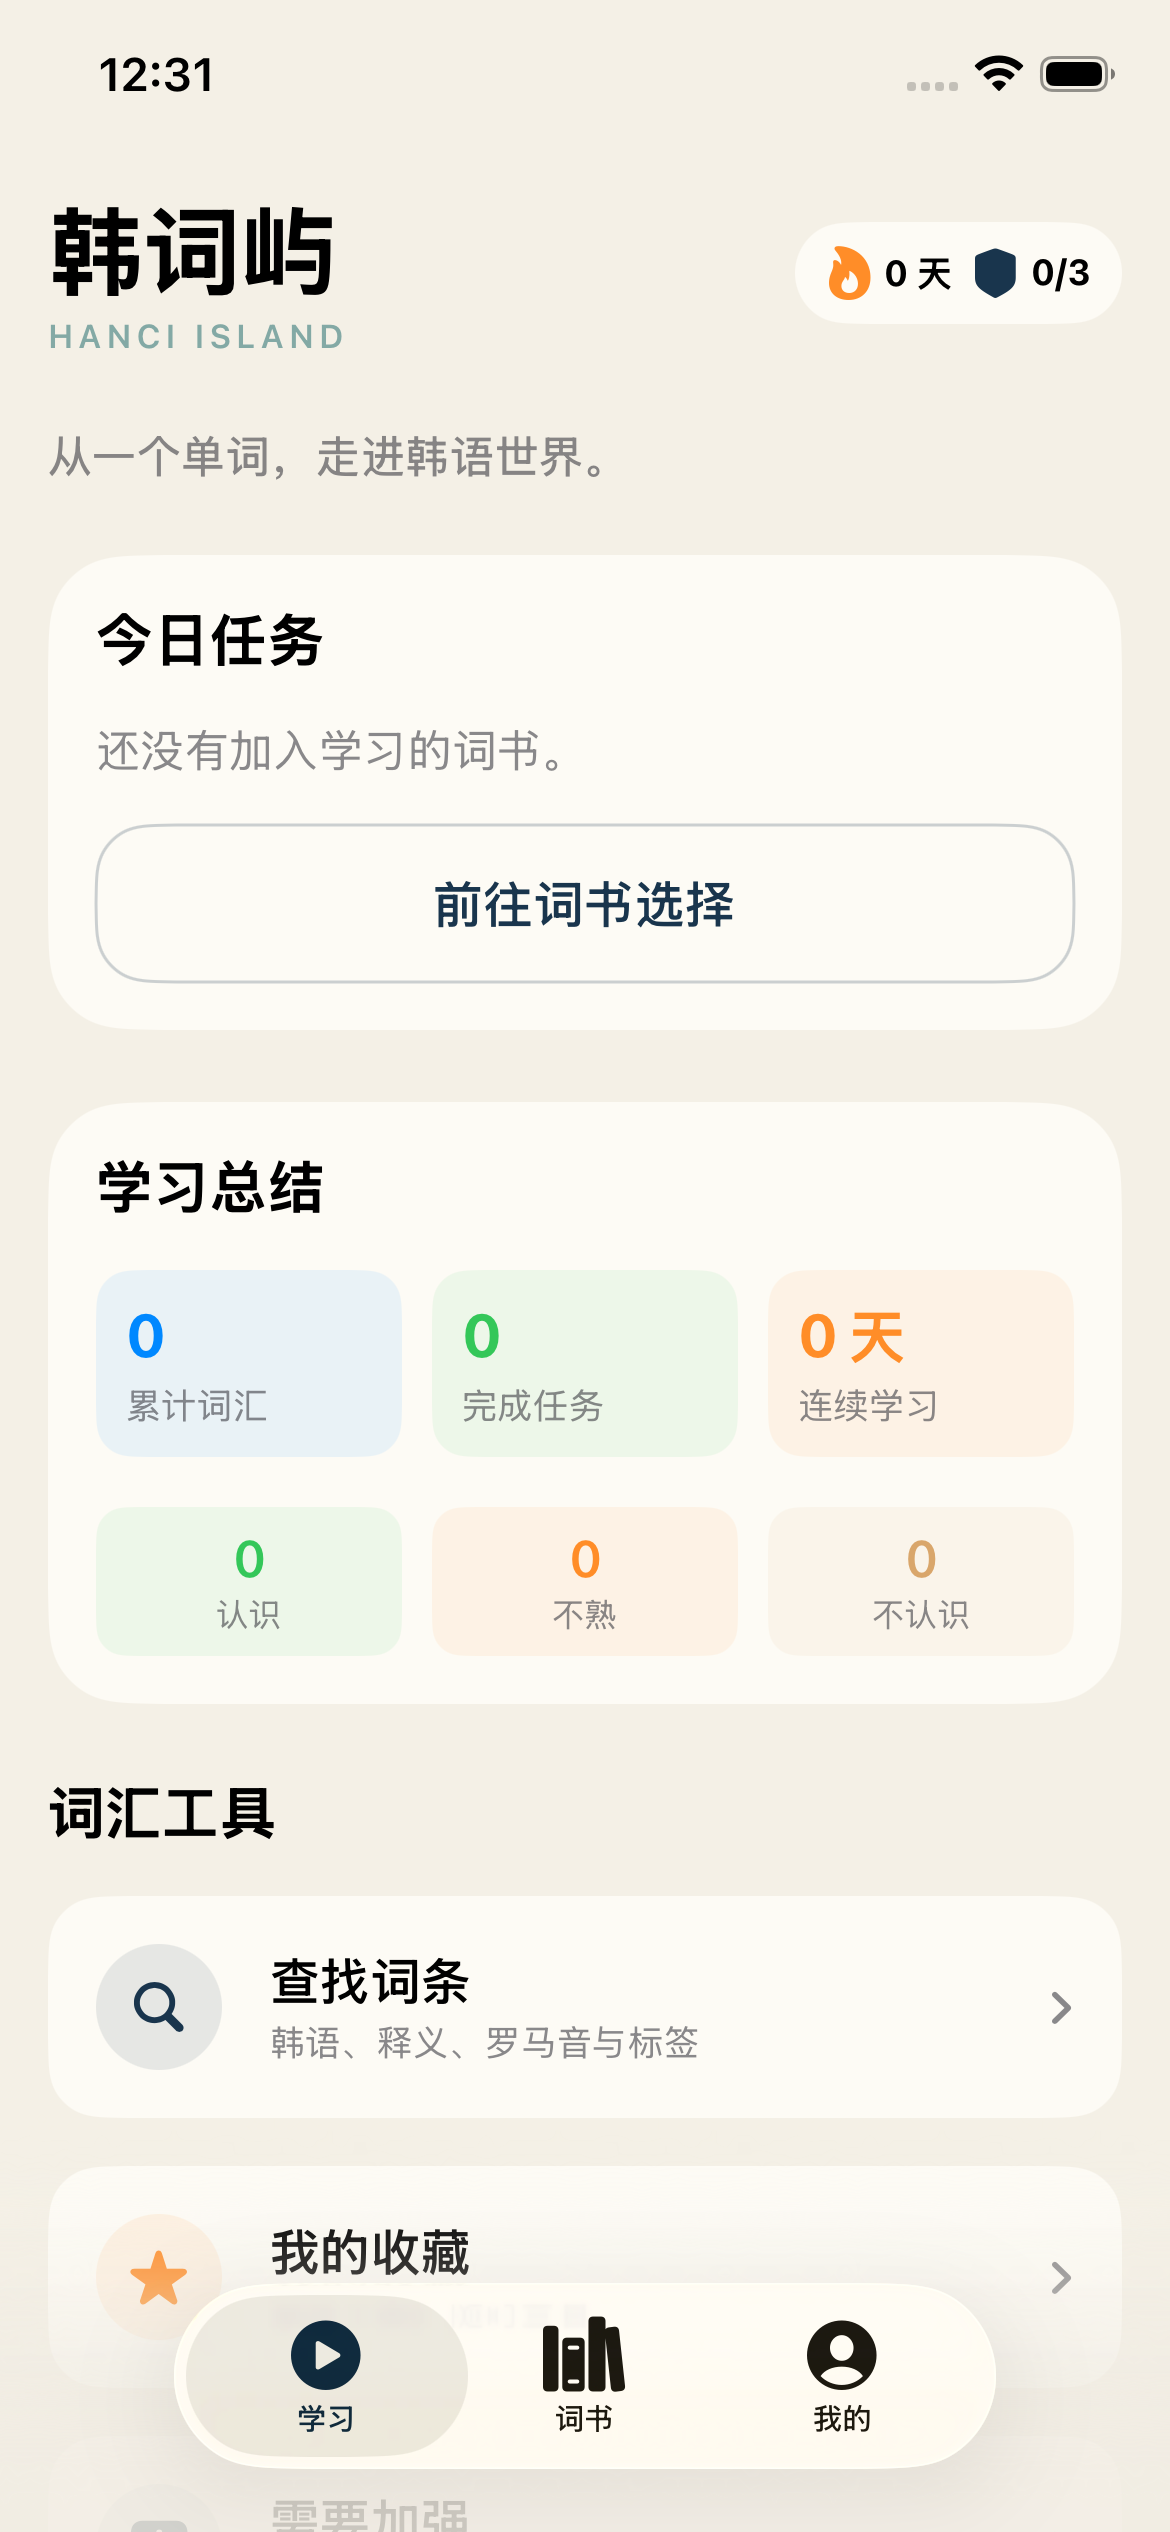 12:31
韩词屿
HANCI ISLAND
0 天 0/3
从一个单词，走进韩语世界。
今日任务
还没有加入学习的词书。
前往词书选择
学习总结
0 0 0 天
累计词汇 完成任务 连续学习
0 0 0
认识 不熟 不认识
词汇工具
查找词条
韩语、释义、罗马音与标签
我的收藏
学习 词书 我的
需要加强